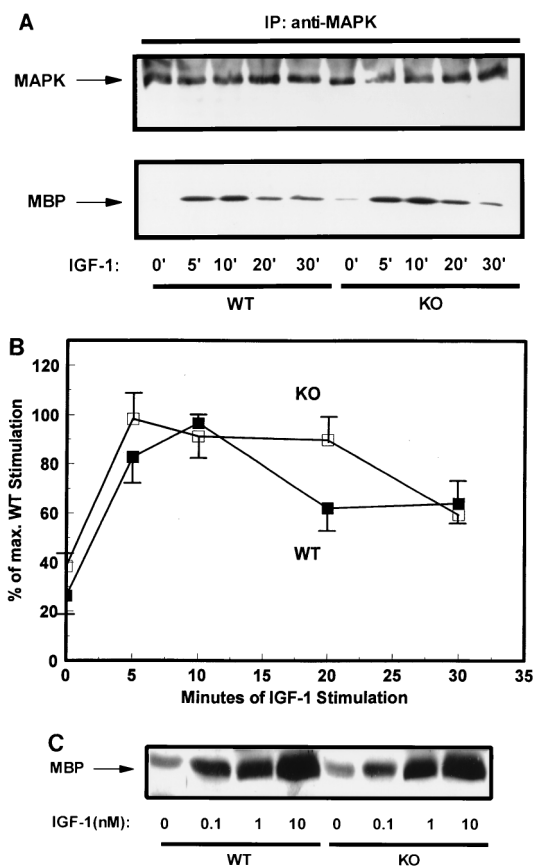 A
IP: anti-MAPK
MAPK
MBP
IGF-1: 0' 5' 10' 20' 30' 0' 5' 10' 20' 30'
WT KO
B
120
100
80
60
40
20
0
% of max. WT Stimulation
KO
WT
0 5 10 15 20 25 30 35
Minutes of IGF-1 Stimulation
C
MBP
IGF-1(nM): 0 0.1 1 10 0 0.1 1 10
WT KO